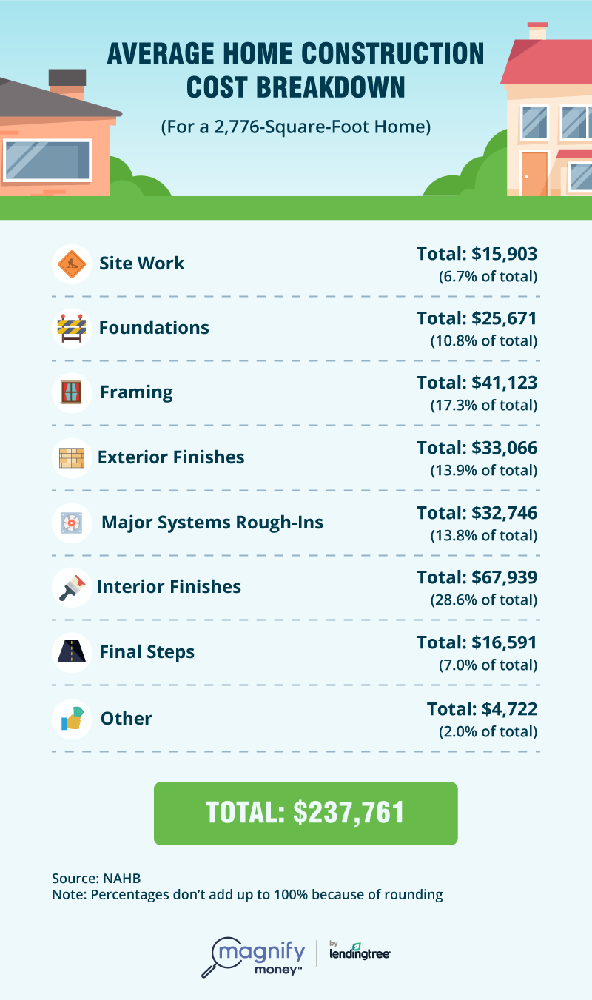 AVERAGE HOME CONSTRUCTION
COST BREAKDOWN
(For a 2,776-Square-Foot Home)
Site Work
Total: $15,903
(6.7% of total)
Foundations
Total: $25,671
(10.8% of total)
Framing
Total: $41,123
(17.3% of total)
Exterior Finishes
Total: $33,066
(13.9% of total)
Major Systems Rough-Ins
Total: $32,746
(13.8% of total)
Interior Finishes
Total: $67,939
(28.6% of total)
Final Steps
Total: $16,591
(7.0% of total)
Other
Total: $4,722
(2.0% of total)
TOTAL: $237,761
Source: NAHB
Note: Percentages don’t add up to 100% because of rounding
magnify
money™
by
lendingtree